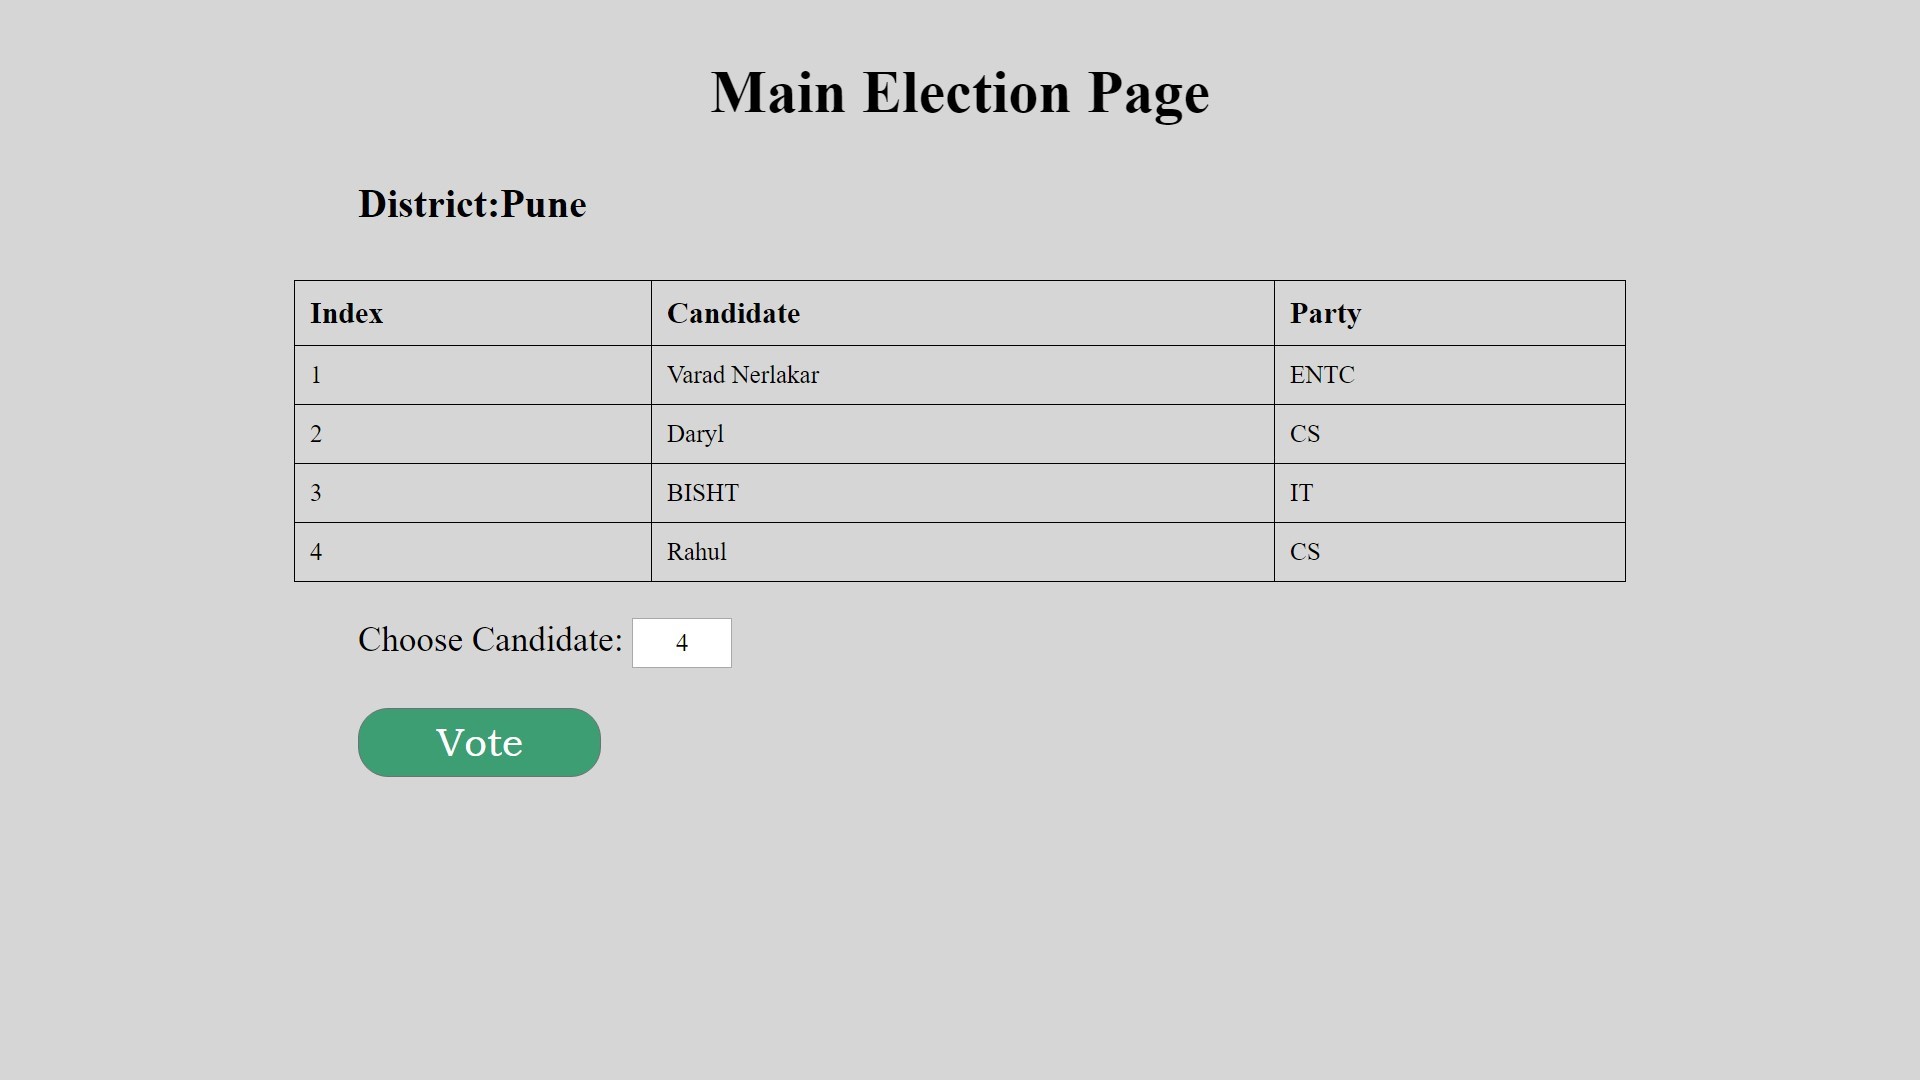 Main Election Page
District:Pune
Index Candidate Party
1 Varad Nerlakar ENTC
2 Daryl CS
3 BISHT IT
4 Rahul CS
Choose Candidate: 4
Vote